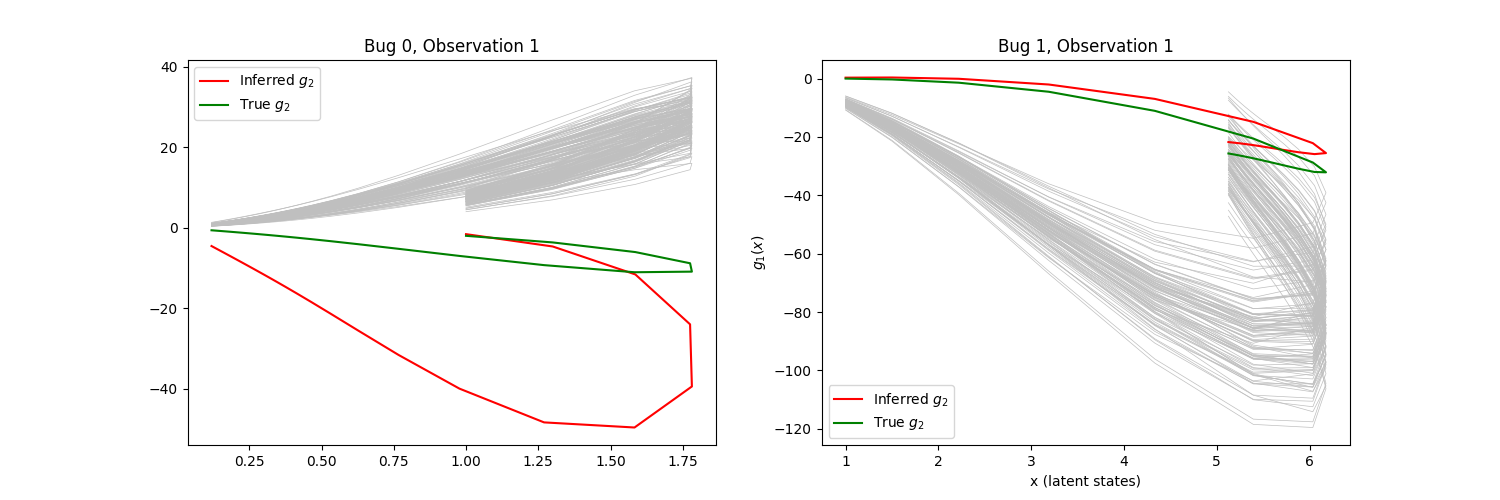 Bug 0, Observation 1
40
20
0
−20
−40
0.25 0.50 0.75 1.00 1.25 1.50 1.75
Inferred g₂
True g₂
Bug 1, Observation 1
g₁(x)
0
−20
−40
−60
−80
−100
−120
1 2 3 4 5 6
x (latent states)
Inferred g₂
True g₂